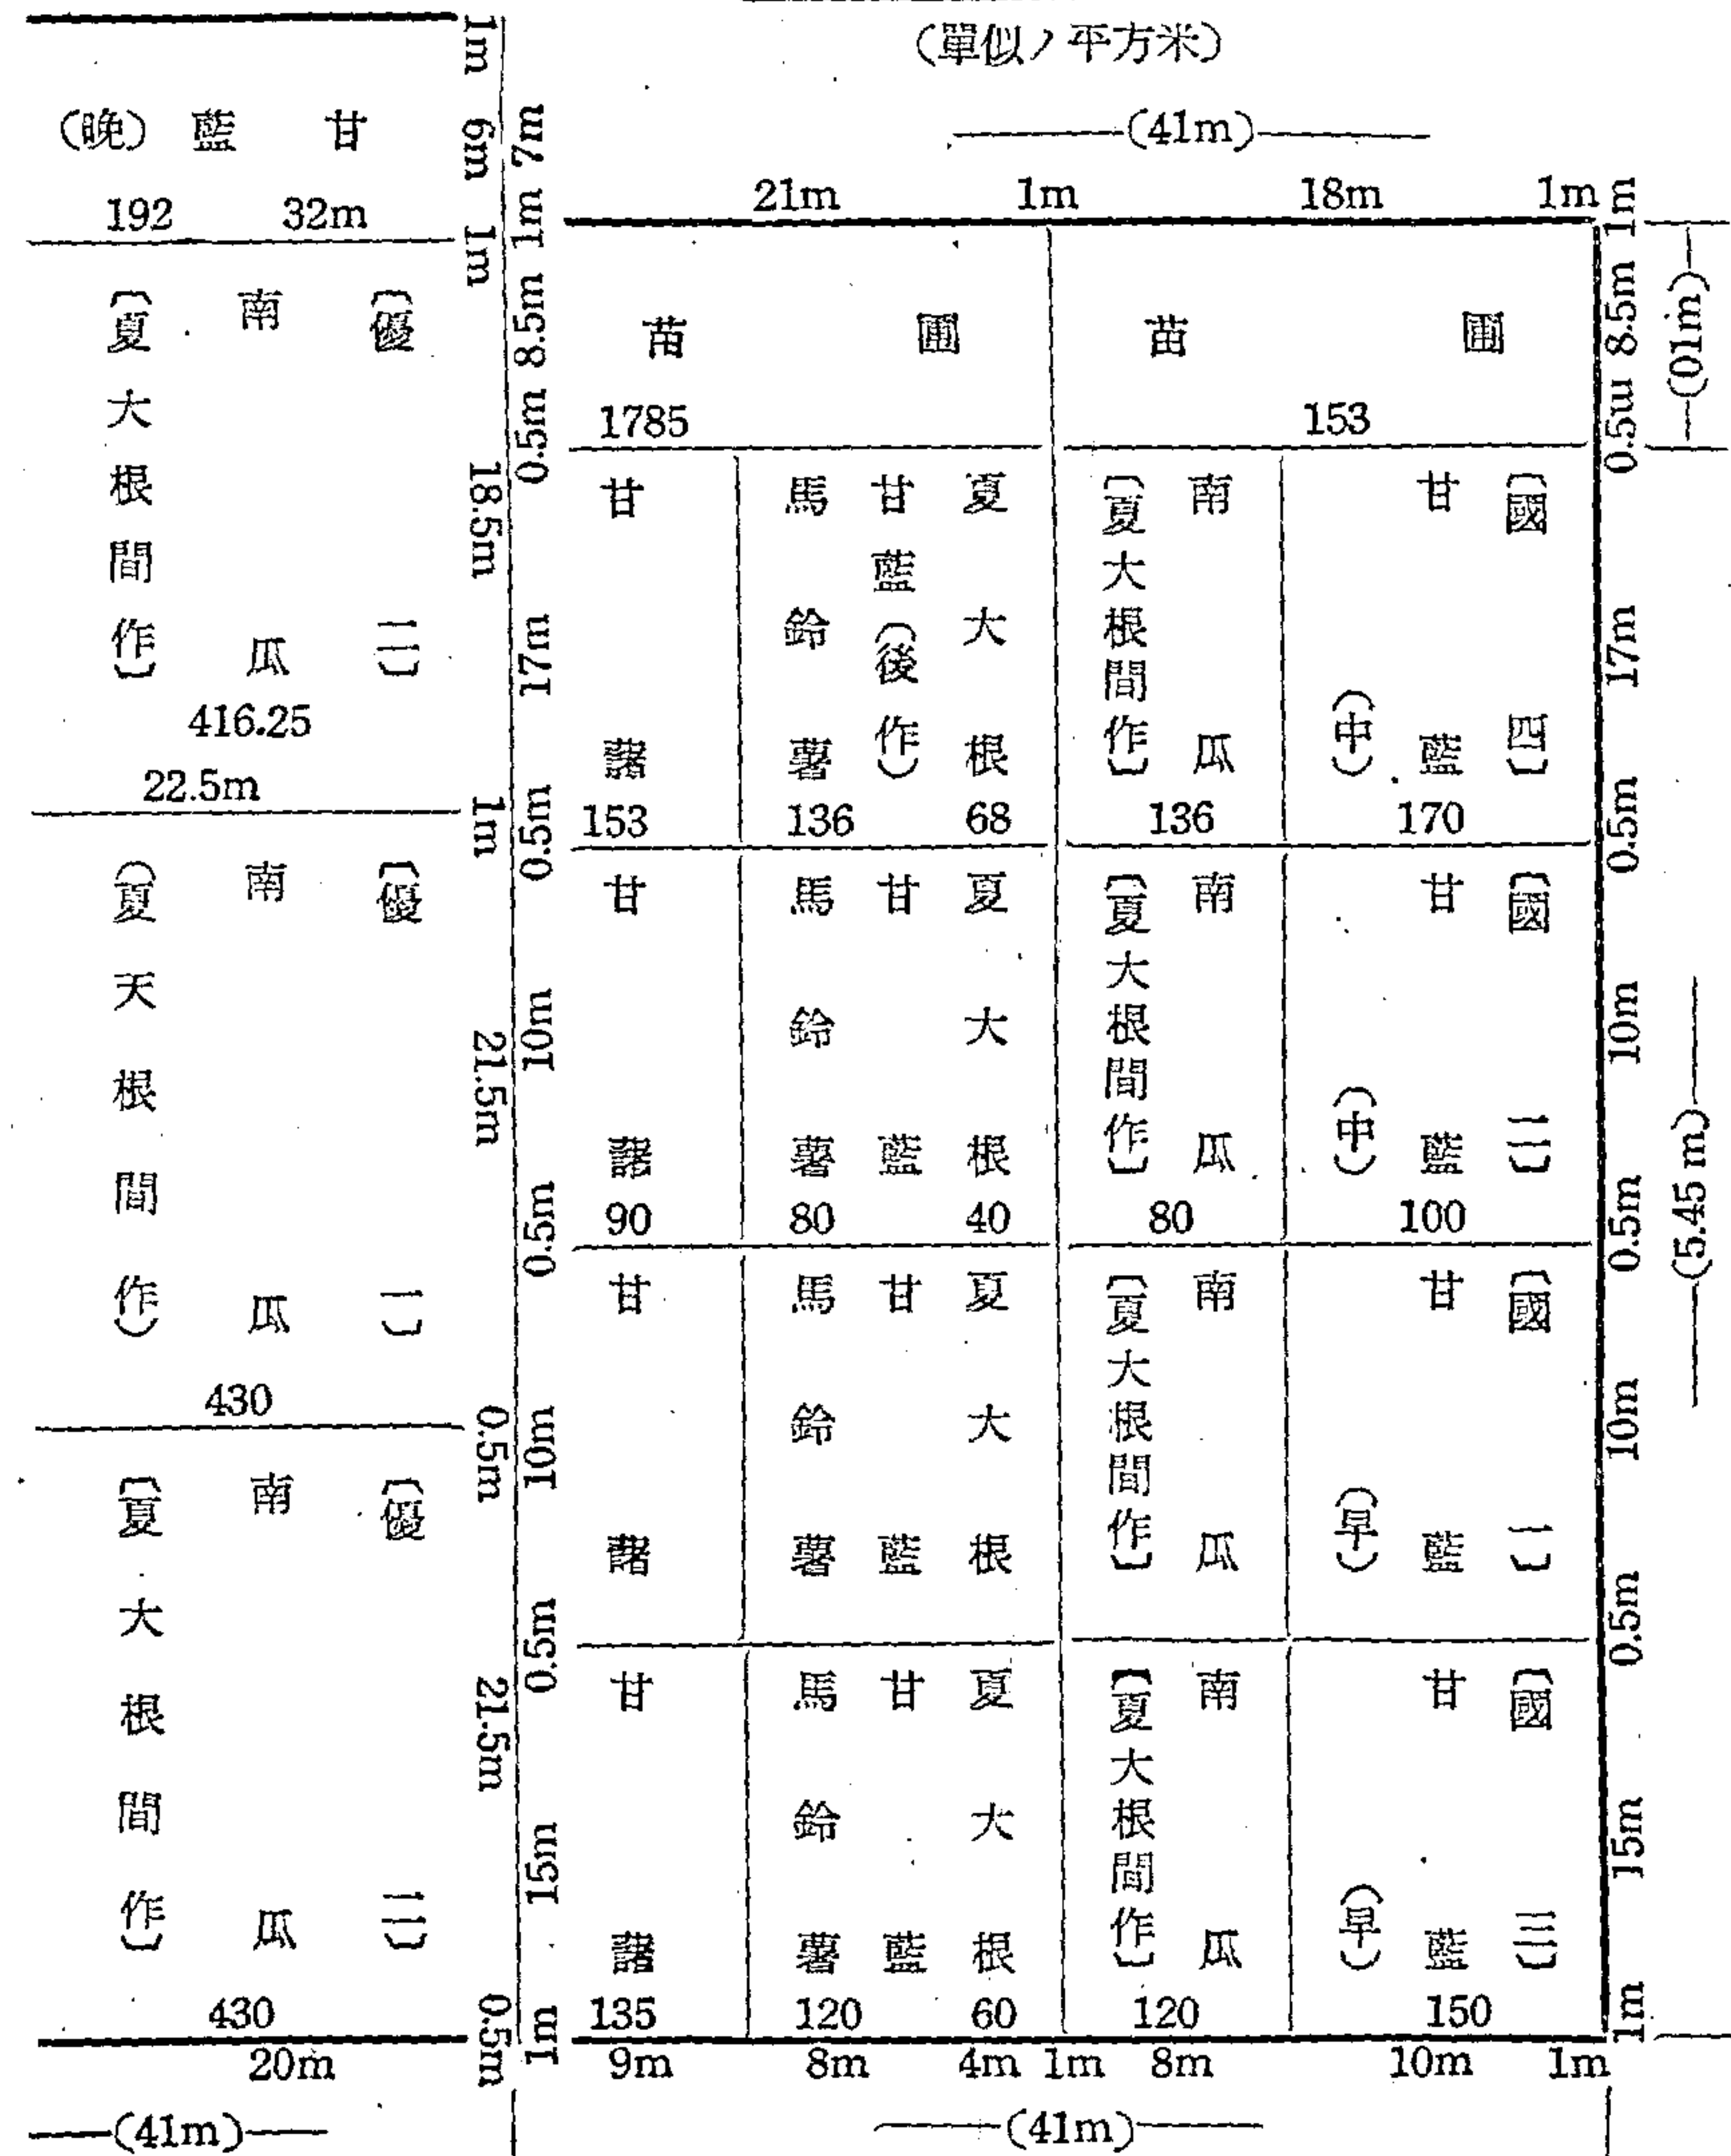 (單似ノ平方米)
(41m)
21m 1m 18m 1m
苗圃 1785
苗圃 153
1m 8.5m 0.5m 17m 0.5m 10m 0.5m 10m 0.5m 15m 1m
(01m)
(5.45m)
〔國四〕 甘藍 (中) 170
南瓜 〔夏大根間作〕 136
夏大根 68
甘藍(後作)
馬鈴薯 136
甘藷 153
〔國二〕 甘藍 (中) 100
南瓜 〔夏大根間作〕 80
夏大根 40
甘藍
馬鈴薯 80
甘藷 90
〔國一〕 甘藍 (早)
南瓜 〔夏大根間作〕
夏大根
甘藍
馬鈴薯
甘藷
〔國三〕 甘藍 (早) 150
南瓜 〔夏大根間作〕 120
夏大根 60
甘藍
馬鈴薯 120
甘藷 135
9m 8m 4m 1m 8m 10m 1m
(41m)
7m 1m 8.5m 0.5m 17m 0.5m 10m 0.5m 10m 0.5m 15m 1m
1m 6m 1m 18.5m 1m 21.5m 0.5m 21.5m 0.5m
甘藍(晚)
192 32m
〔優二〕 南瓜 〔夏大根間作〕
416.25
22.5m
〔優一〕 南瓜 (夏天根間作)
430
〔優二〕 南瓜 〔夏大根間作〕
430
20m
(41m)